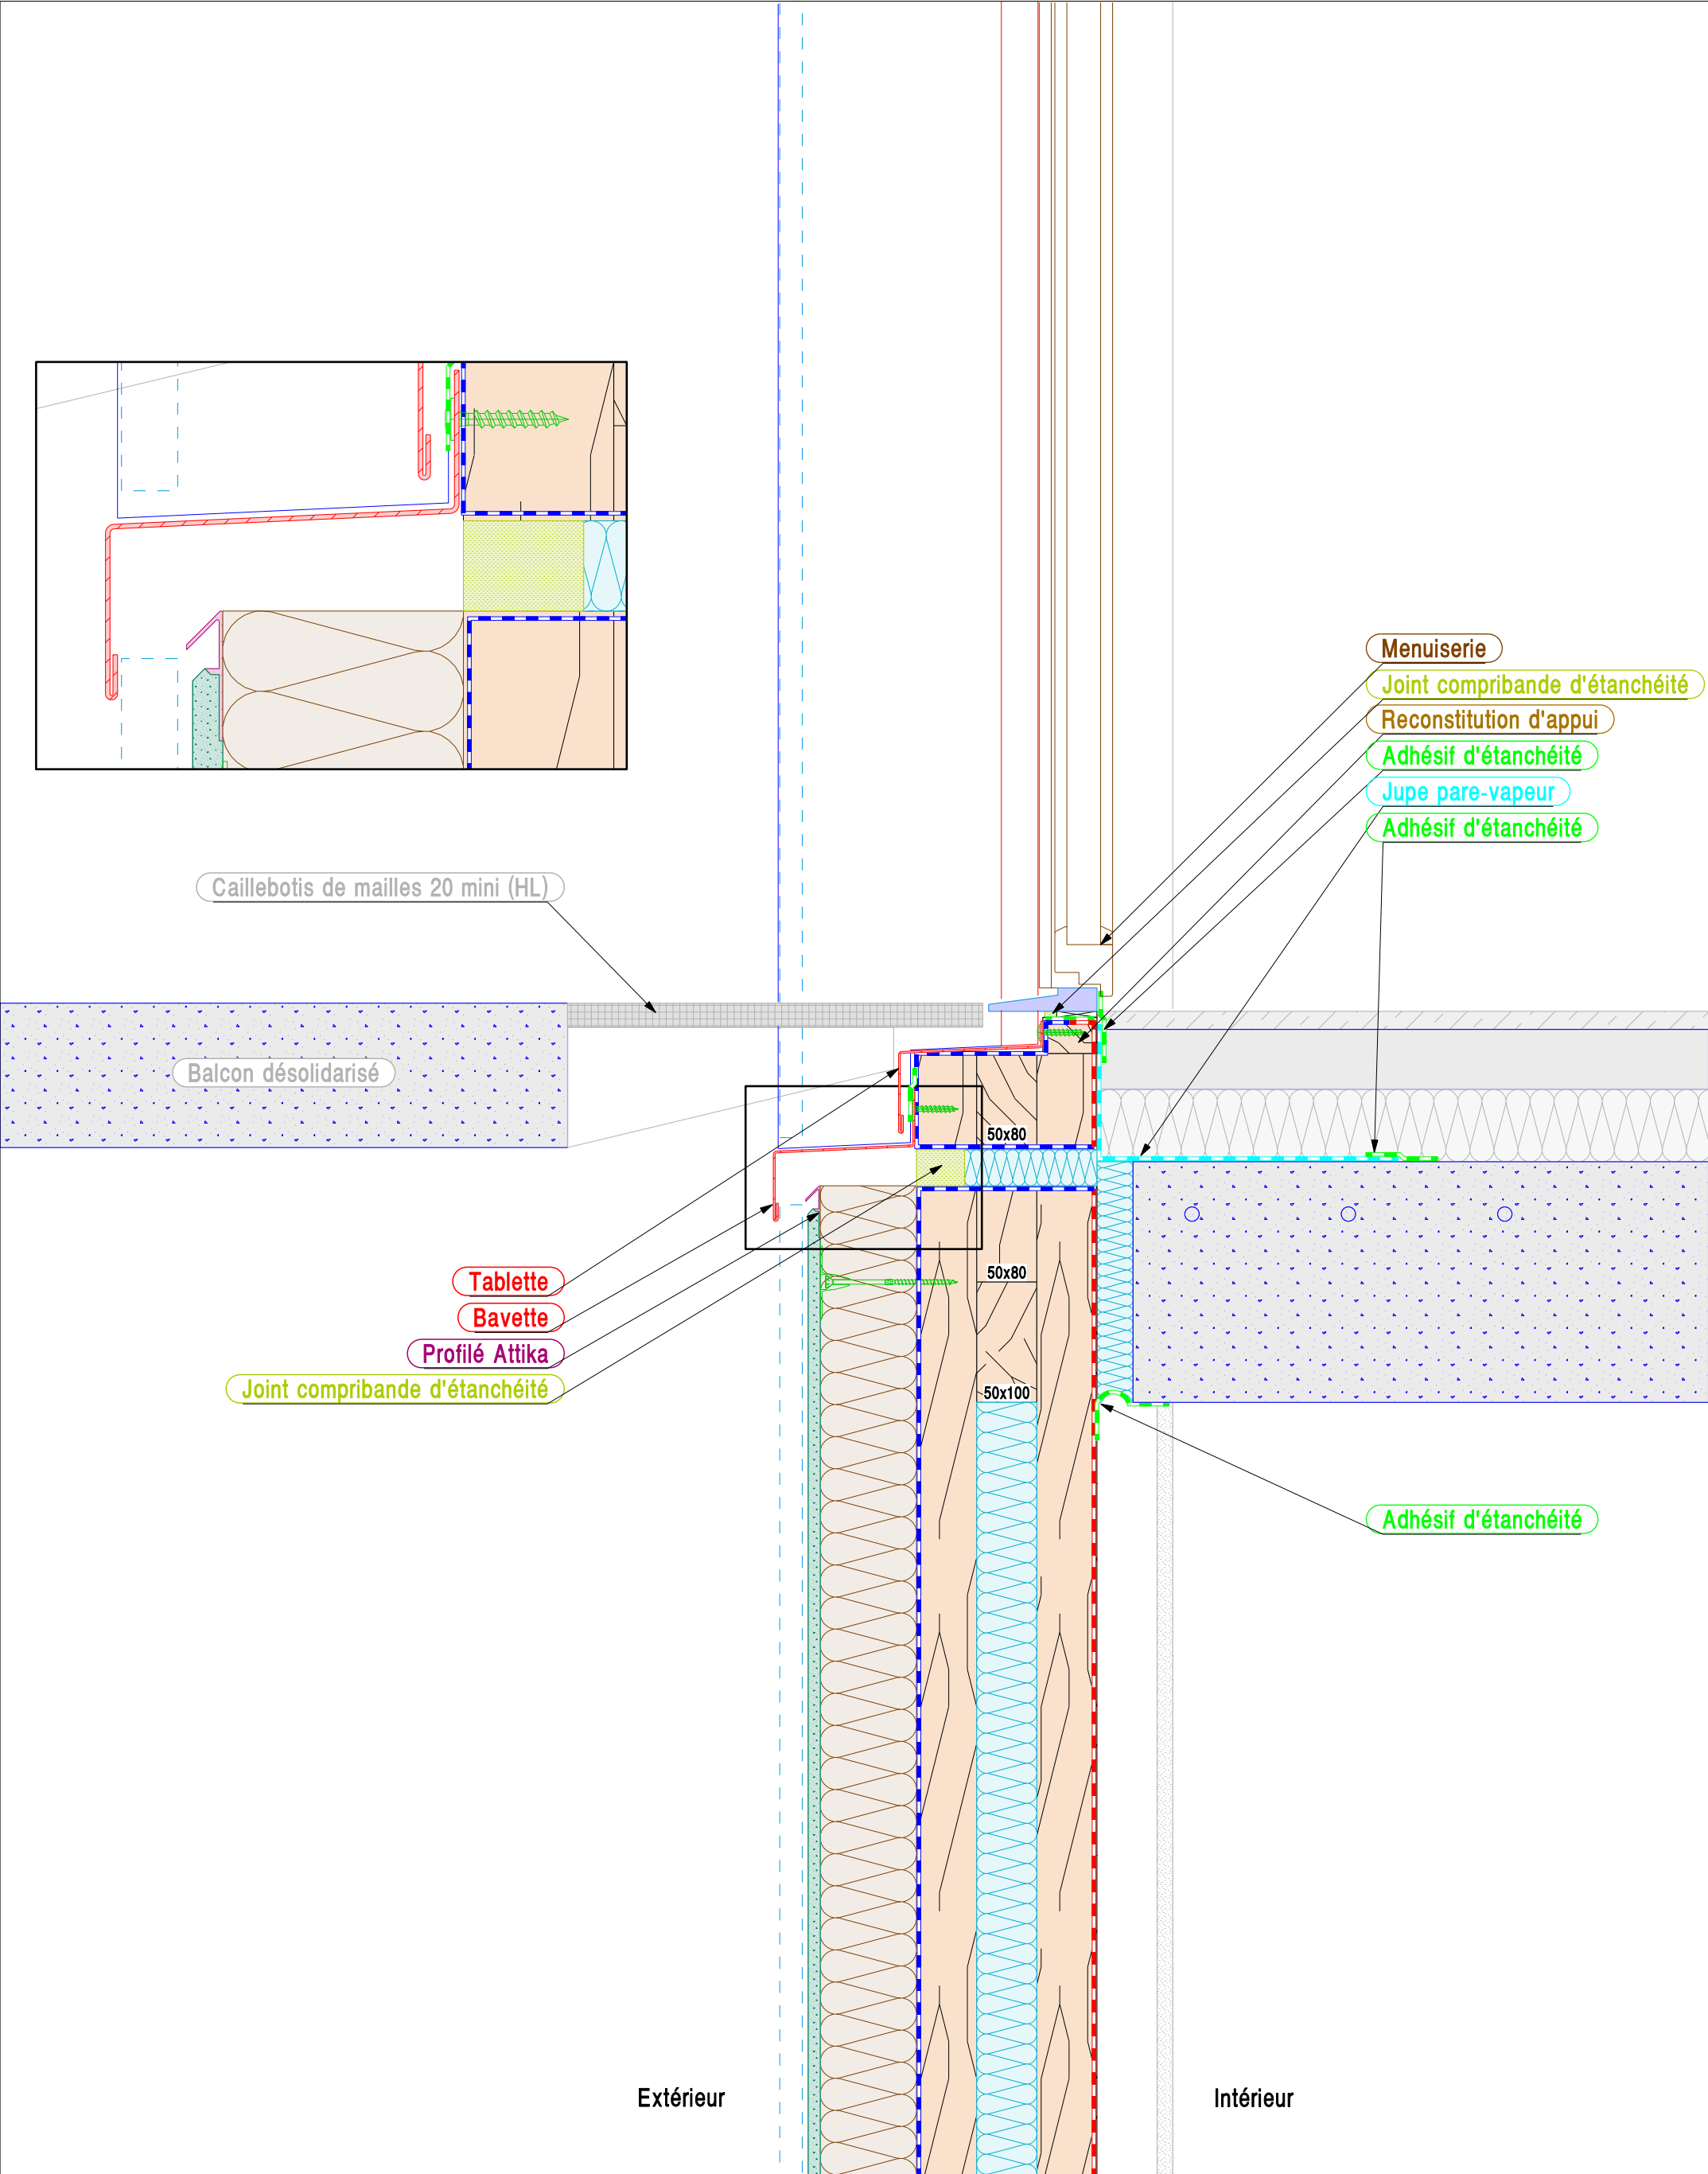 Menuiserie
Joint compribande d'étanchéité
Reconstitution d'appui
Adhésif d'étanchéité
Jupe pare-vapeur
Adhésif d'étanchéité
Caillebotis de mailles 20 mini (HL)
Balcon désolidarisé
50x80
Tablette
Bavette
Profilé Attika
Joint compribande d'étanchéité
50x80
50x100
Adhésif d'étanchéité
Extérieur
Intérieur